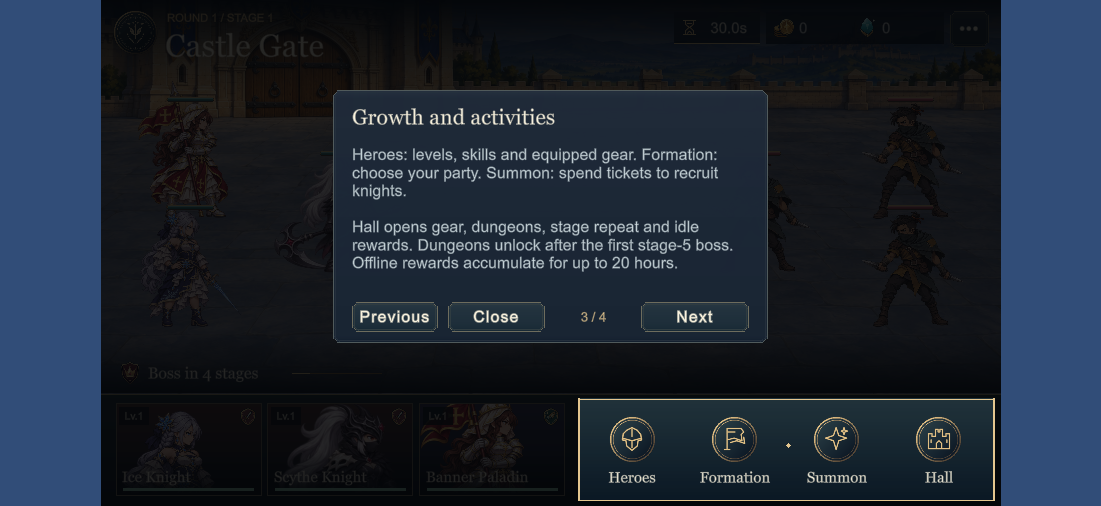 ROUND 1 / STAGE 1
Castle Gate
30.0s
0
0
Growth and activities
Heroes: levels, skills and equipped gear. Formation:
choose your party. Summon: spend tickets to recruit
knights.
Hall opens gear, dungeons, stage repeat and idle
rewards. Dungeons unlock after the first stage-5 boss.
Offline rewards accumulate for up to 20 hours.
Previous
Close
3 / 4
Next
Boss in 4 stages
Lv.1
Ice Knight
Lv.1
Scythe Knight
Lv.1
Banner Paladin
Heroes
Formation
Summon
Hall